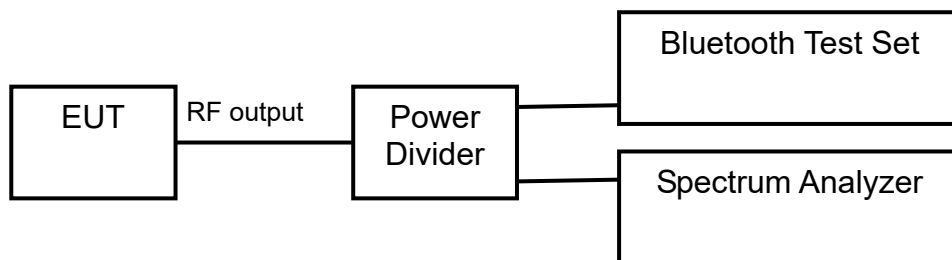 EUT
RF output
Power
Divider
Bluetooth Test Set
Spectrum Analyzer